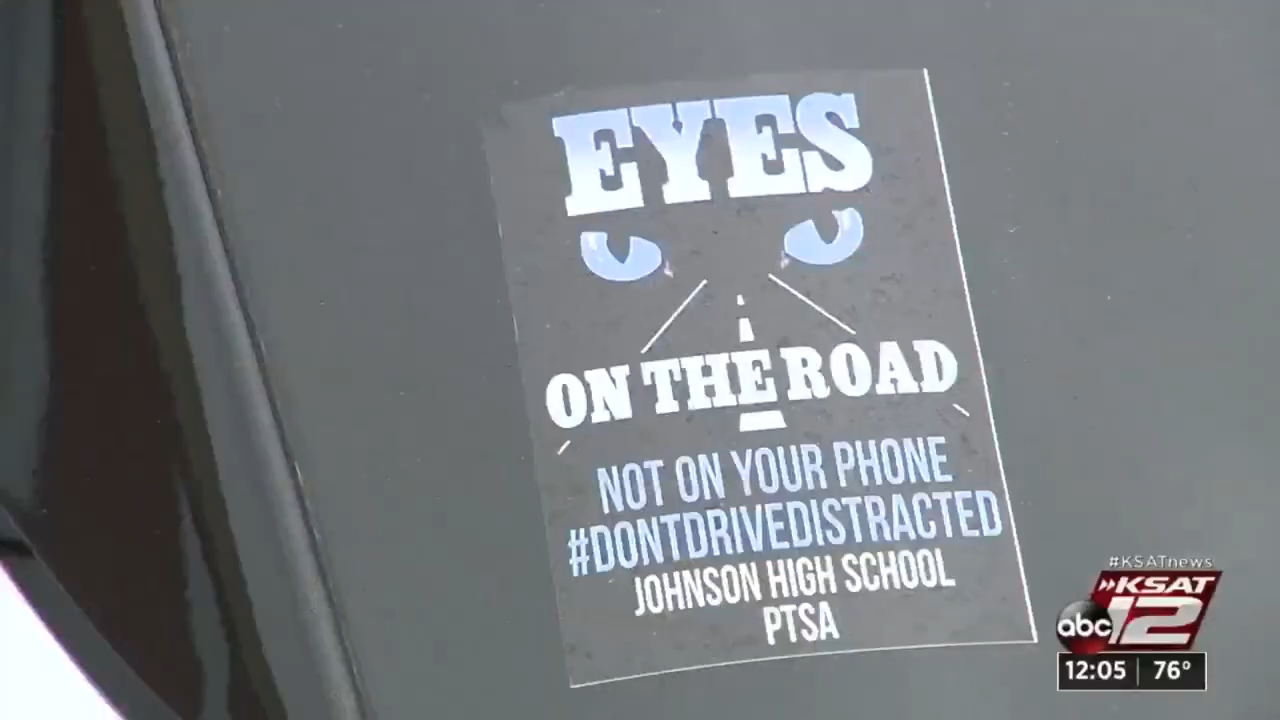 EYES
ON THE ROAD
NOT ON YOUR PHONE
#DONTDRIVEDISTRACTED
JOHNSON HIGH SCHOOL
PTSA
#KSATnews
KSAT
abc 12
12:05 76°